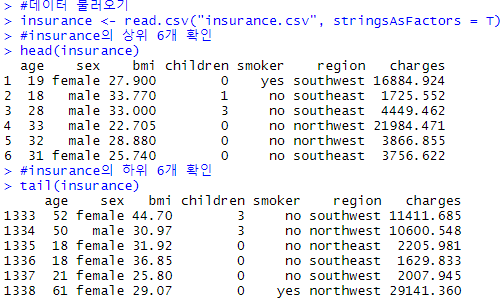 > #데이터 불러오기
> insurance <- read.csv("insurance.csv", stringsAsFactors = T)
> #insurance의 상위 6개 확인
> head(insurance)
  age    sex    bmi children smoker    region   charges
1  19 female 27.900        0    yes southwest 16884.924
2  18   male 33.770        1     no southeast  1725.552
3  28   male 33.000        3     no southeast  4449.462
4  33   male 22.705        0     no northwest 21984.471
5  32   male 28.880        0     no northwest  3866.855
6  31 female 25.740        0     no southeast  3756.622
> #insurance의 하위 6개 확인
> tail(insurance)
     age    sex   bmi children smoker    region   charges
1333  52 female 44.70        3     no southwest 11411.685
1334  50   male 30.97        3     no northwest 10600.548
1335  18 female 31.92        0     no northeast  2205.981
1336  18 female 36.85        0     no southeast  1629.833
1337  21 female 25.80        0     no southwest  2007.945
1338  61 female 29.07        0    yes northwest 29141.360